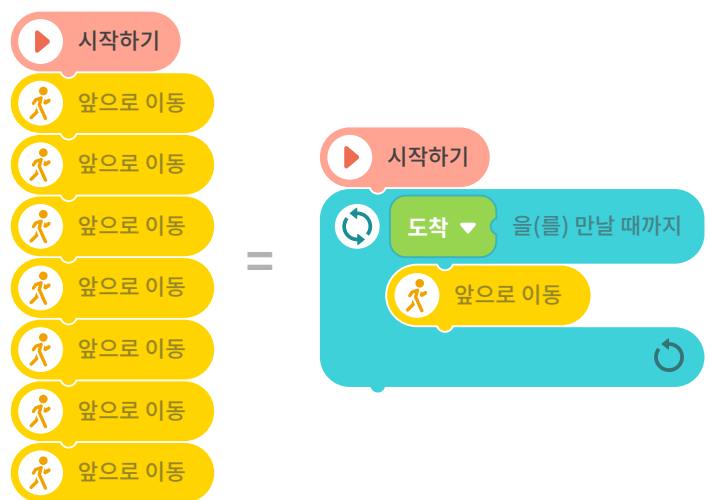 시작하기
앞으로 이동
앞으로 이동
앞으로 이동
앞으로 이동
앞으로 이동
앞으로 이동
앞으로 이동
=
시작하기
도착 을(를) 만날 때까지
앞으로 이동